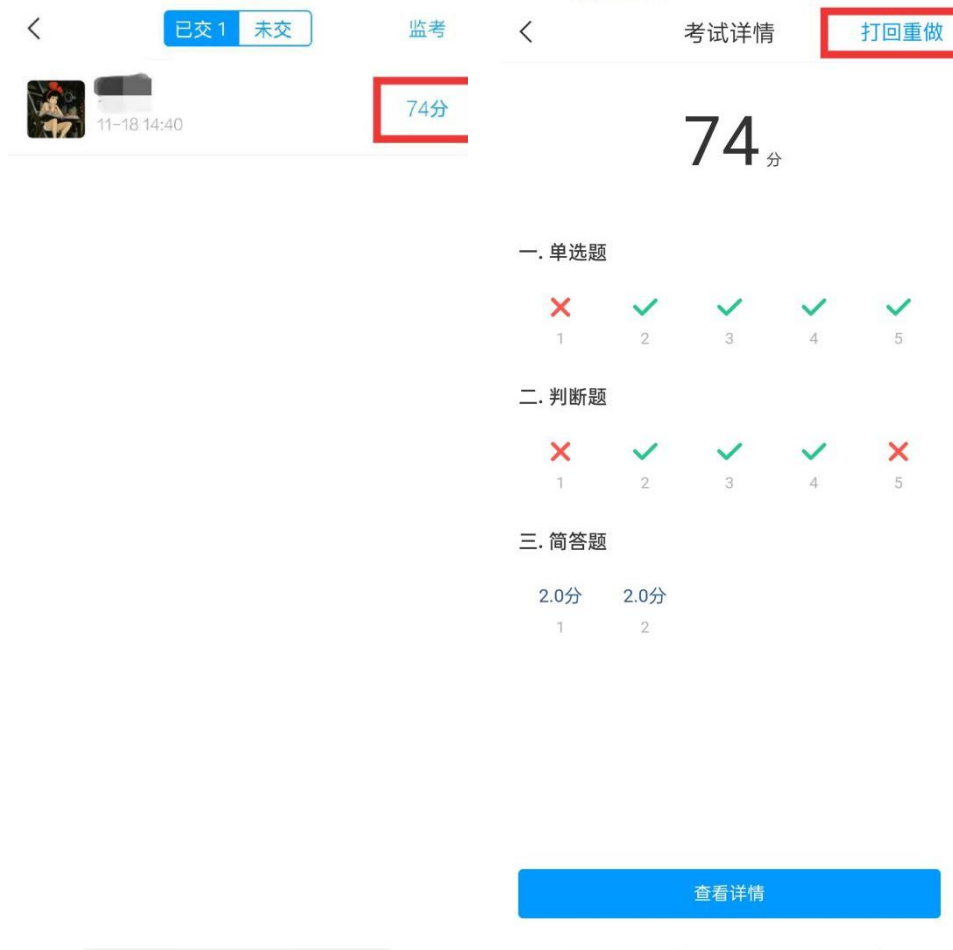 已交 1 未交 监考
11-18 14:40
74分
考试详情 打回重做
74 分
一. 单选题
1 2 3 4 5
二. 判断题
1 2 3 4 5
三. 简答题
2.0分 2.0分
1 2
查看详情